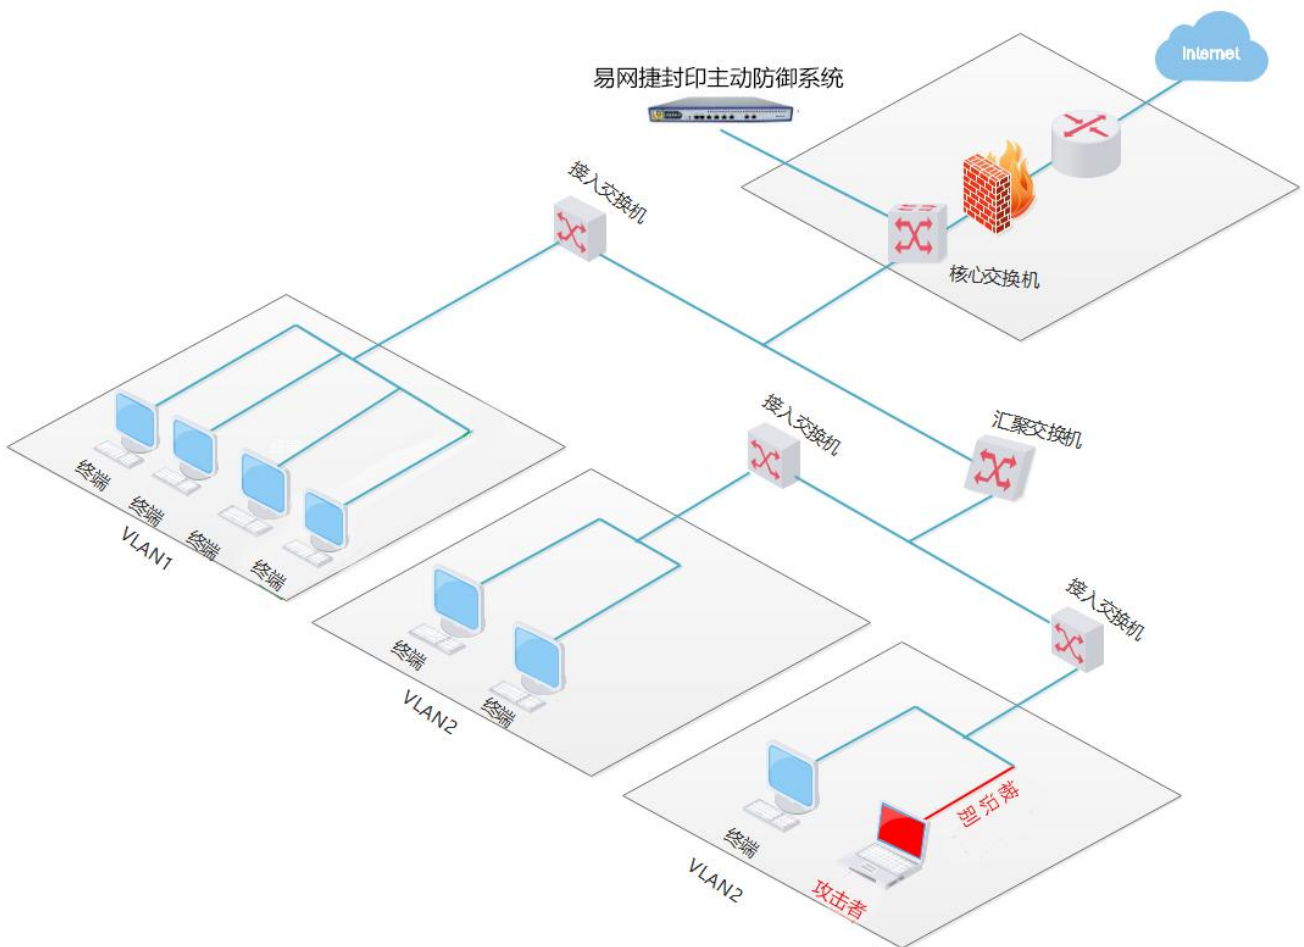 Internet
易网捷封印主动防御系统
接入交换机
核心交换机
接入交换机
汇聚交换机
终端
终端
终端
终端
VLAN1
接入交换机
终端
终端
VLAN2
被识别
终端
攻击者
VLAN2